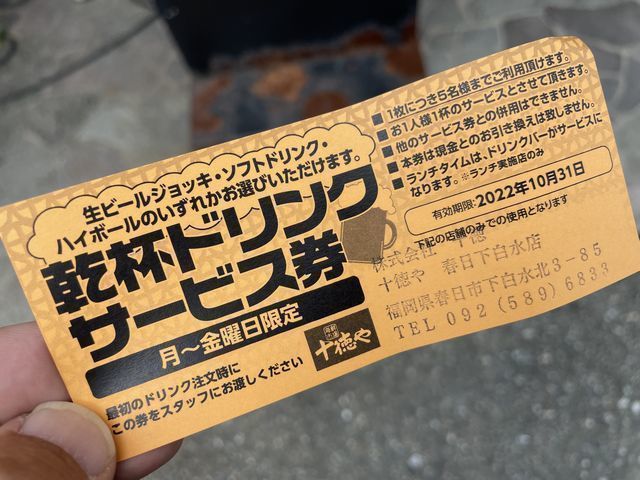 生ビールジョッキ・ソフトドリンク・
ハイボールのいずれかお選びいただけます。
乾杯ドリンク
サービス券
月～金曜日限定
最初のドリンク注文時に
この券をスタッフにお渡しください
十徳や
■ 1枚につき5名様までご利用頂けます。
■ お1人様1杯のサービスとさせて頂きます。
■ 他のサービス券との併用はできません。
■ 本券は現金とのお引き換えは致しません。
■ ランチタイムは、ドリンクバーがサービスに
なります。※ランチ実施店のみ
有効期限:2022年10月31日
下記の店舗のみでの使用となります
株式会社 十徳
十徳や 春日下白水店
福岡県春日市下白水北3-85
TEL 092(589)6833